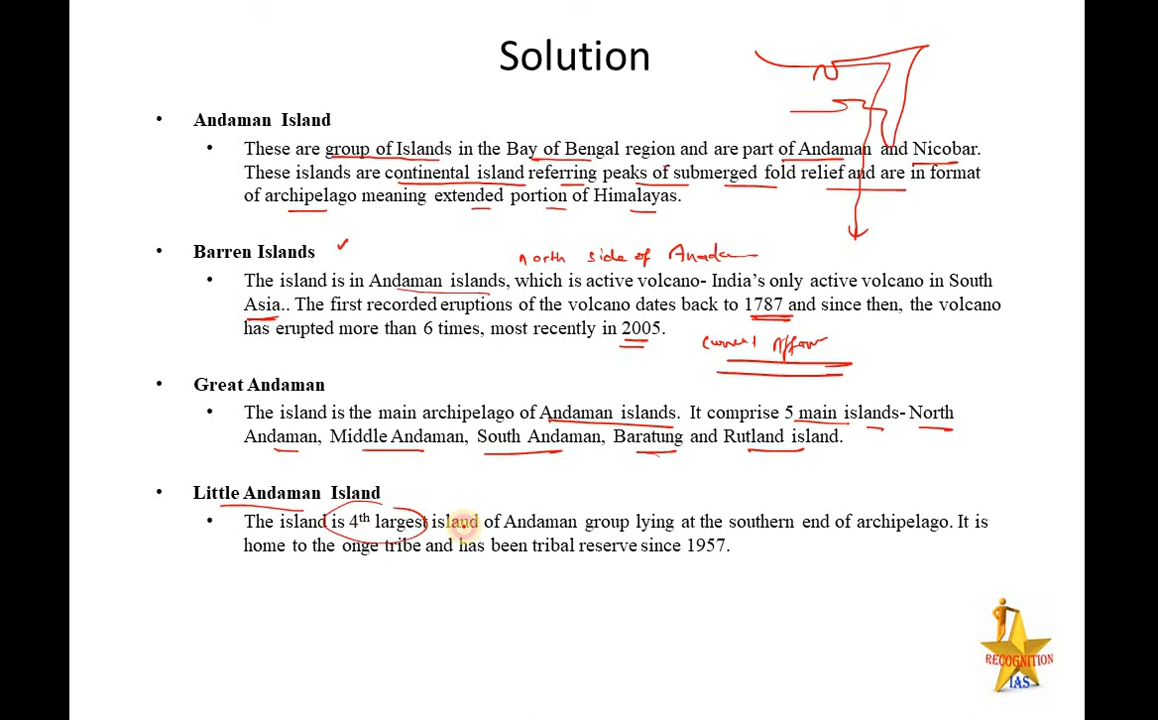 Solution
• Andaman Island
• These are group of Islands in the Bay of Bengal region and are part of Andaman and Nicobar.
These islands are continental island referring peaks of submerged fold relief and are in format
of archipelago meaning extended portion of Himalayas.
• Barren Islands
north side of Anada
• The island is in Andaman islands, which is active volcano- India's only active volcano in South
Asia.. The first recorded eruptions of the volcano dates back to 1787 and since then, the volcano
has erupted more than 6 times, most recently in 2005.
Current Affair
• Great Andaman
• The island is the main archipelago of Andaman islands. It comprise 5 main islands- North
Andaman, Middle Andaman, South Andaman, Baratung and Rutland island.
• Little Andaman Island
• The island is 4th largest island of Andaman group lying at the southern end of archipelago. It is
home to the onge tribe and has been tribal reserve since 1957.
RECOGNITION
IAS